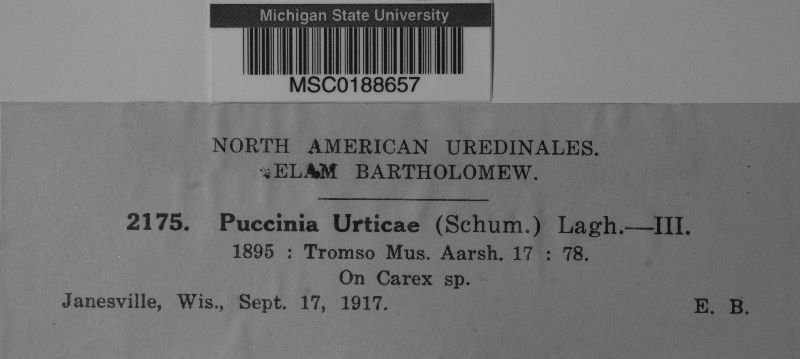 Michigan State University
MSC0188657
NORTH AMERICAN UREDINALES.
ELAM BARTHOLOMEW.
2175. Puccinia Urticae (Schum.) Lagh.—III.
1895 : Tromso Mus. Aarsh. 17 : 78.
On Carex sp.
Janesville, Wis., Sept. 17, 1917. E. B.